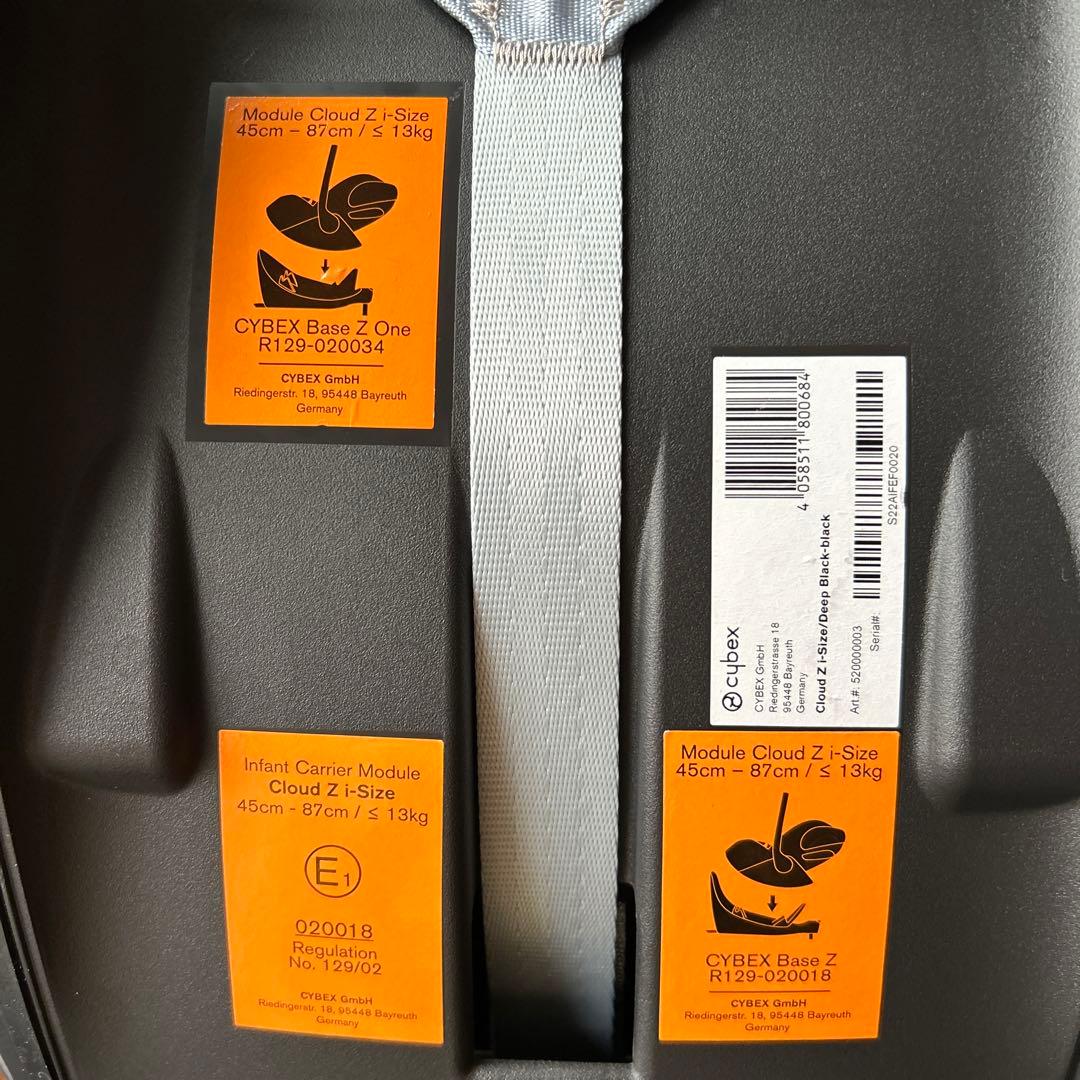 Module Cloud Z i-Size
45cm – 87cm / ≤ 13kg
CYBEX Base Z One
R129-020034
CYBEX GmbH
Riedingerstr. 18, 95448 Bayreuth
Germany
4 058511 800684
cybex
CYBEX GmbH
Riedingerstrasse 18
95448 Bayreuth
Germany
Cloud Z i-Size/Deep Black-black
Art.#: 520000003
Serial#:
S22AIFEF0020
Infant Carrier Module
Cloud Z i-Size
45cm - 87cm / ≤ 13kg
E1
020018
Regulation
No. 129/02
CYBEX GmbH
Riedingerstr. 18, 95448 Bayreuth
Germany
Module Cloud Z i-Size
45cm – 87cm / ≤ 13kg
CYBEX Base Z
R129-020018
CYBEX GmbH
Riedingerstr. 18, 95448 Bayreuth
Germany